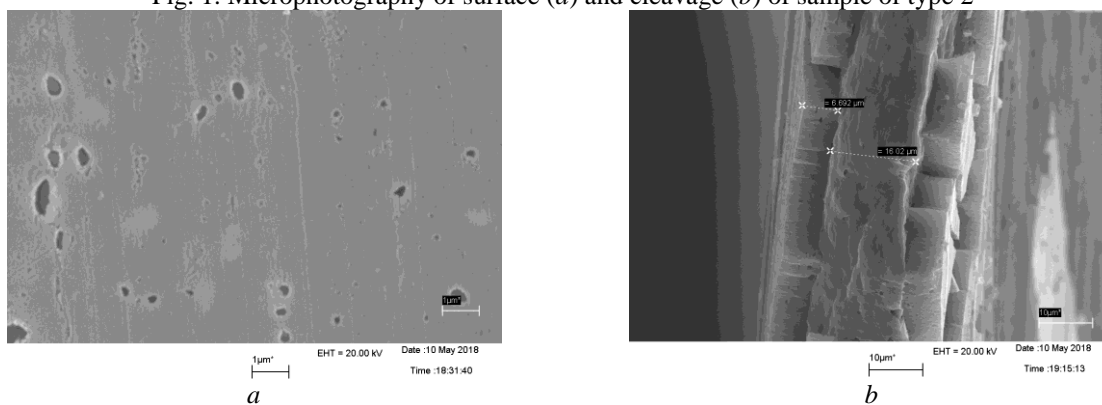 Fig. 1. Microphotography of surface (a) and cleavage (b) of sample of type 2
1µm*
1µm*
EHT = 20.00 kV
Date :10 May 2018
Time :18:31:40
a
= 6.692 µm
= 16.02 µm
10µm*
10µm*
EHT = 20.00 kV
Date :10 May 2018
Time :19:15:13
b